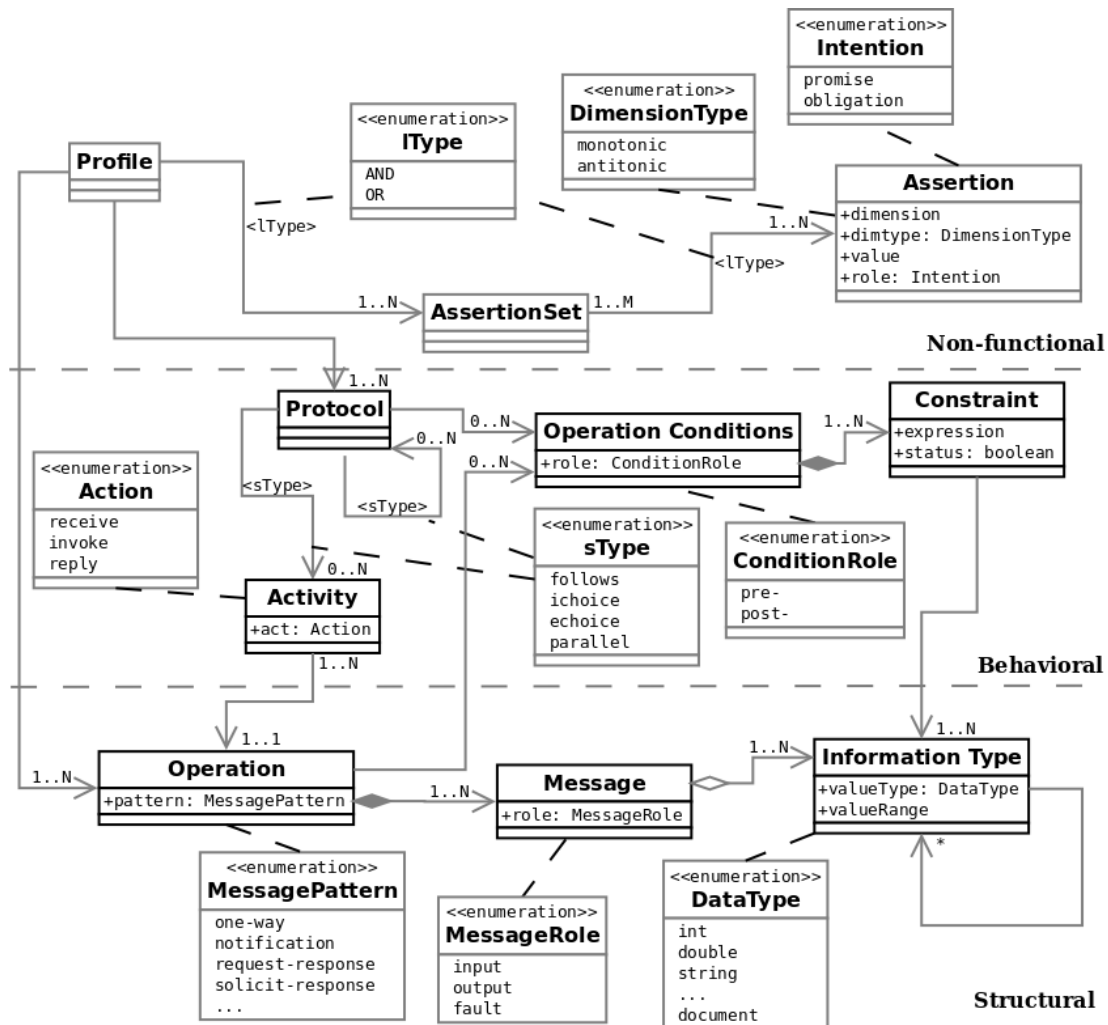 <<enumeration>>
Intention
promise
obligation
<<enumeration>>
DimensionType
monotonic
antitonic
<<enumeration>>
lType
AND
OR
Profile
Assertion
+dimension
+dimtype: DimensionType
+value
+role: Intention
<lType>
1..N
<lType>
1..N
AssertionSet
1..M
Non-functional
1..N
Protocol
0..N
0..N
Operation Conditions
+role: ConditionRole
1..N
Constraint
+expression
+status: boolean
0..N
<<enumeration>>
Action
receive
invoke
reply
<sType>
<sType>
<<enumeration>>
sType
follows
ichoice
echoice
parallel
<<enumeration>>
ConditionRole
pre-
post-
0..N
Activity
+act: Action
1..N
Behavioral
1..1
1..N
Operation
+pattern: MessagePattern
1..N
Message
+role: MessageRole
1..N
1..N
Information Type
+valueType: DataType
+valueRange
*
<<enumeration>>
MessagePattern
one-way
notification
request-response
solicit-response
...
<<enumeration>>
MessageRole
input
output
fault
<<enumeration>>
DataType
int
double
string
...
document
Structural